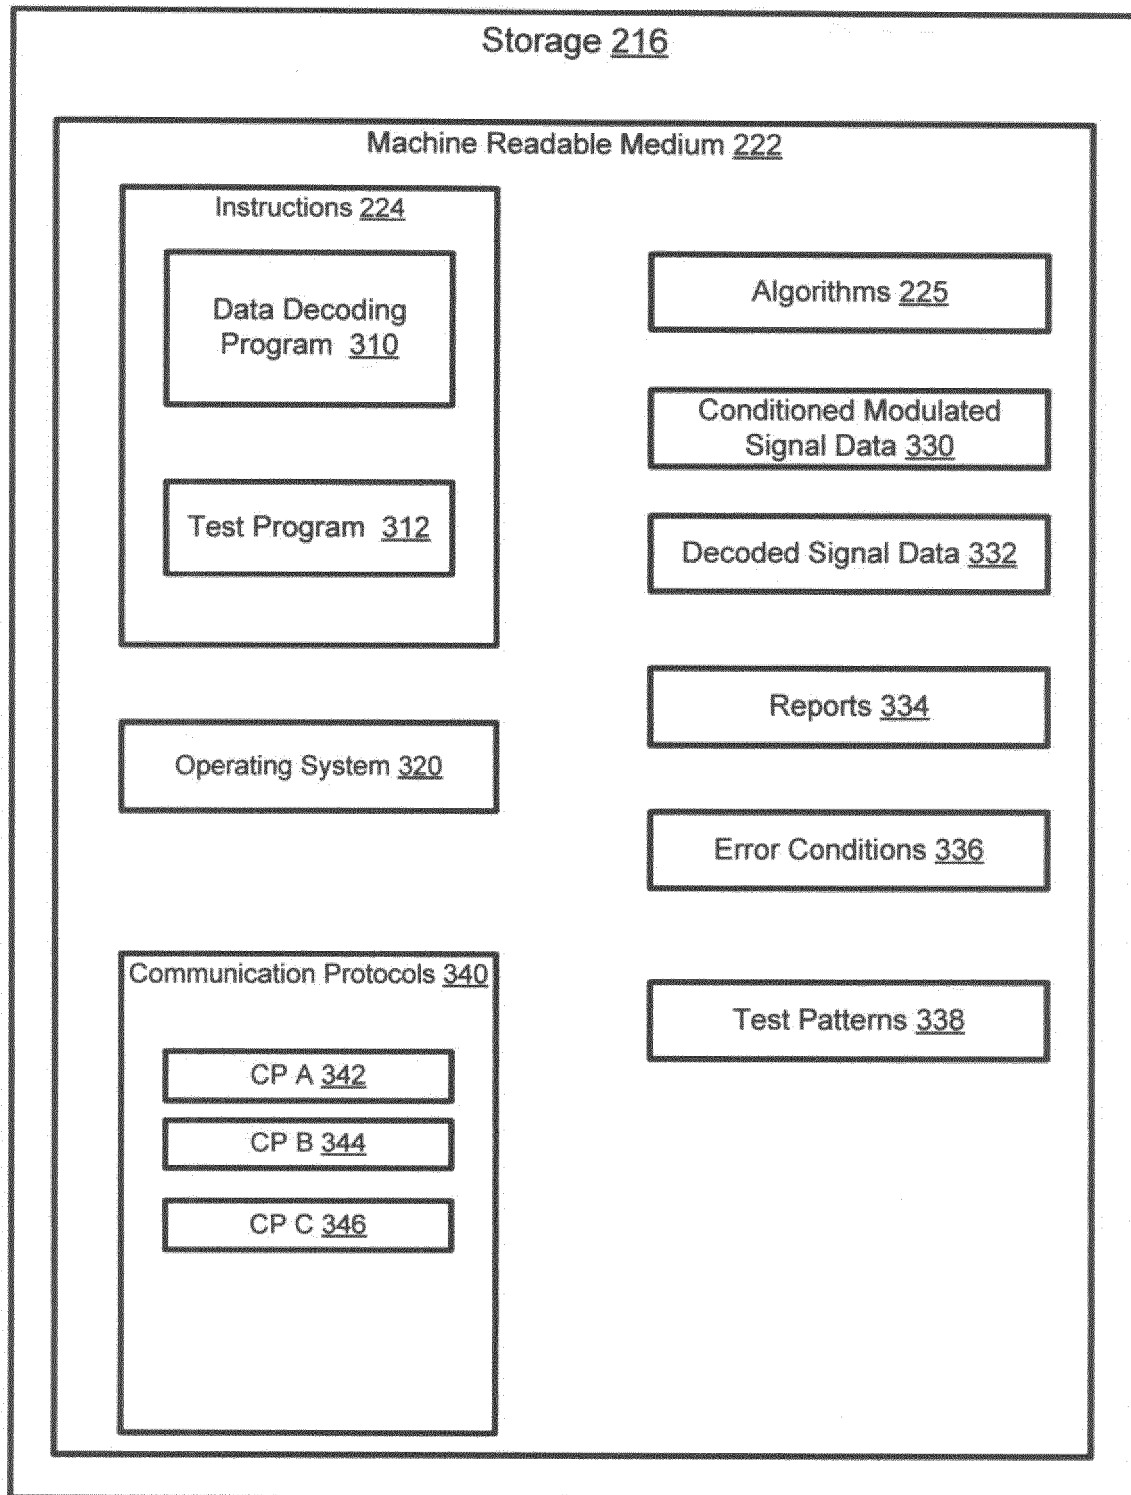 Storage 216
Machine Readable Medium 222
Instructions 224
Data Decoding
Program 310
Test Program 312
Operating System 320
Communication Protocols 340
CP A 342
CP B 344
CP C 346
Algorithms 225
Conditioned Modulated
Signal Data 330
Decoded Signal Data 332
Reports 334
Error Conditions 336
Test Patterns 338